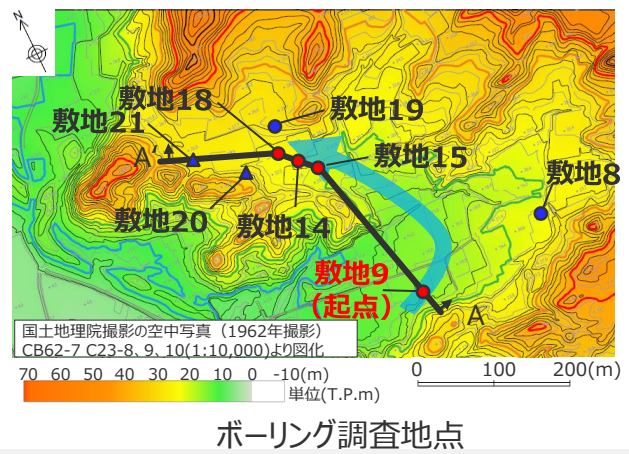 N
敷地18
敷地19
敷地21
A'
敷地15
敷地8
敷地20
敷地14
敷地9
(起点)
A
国土地理院撮影の空中写真（1962年撮影）
CB62-7 C23-8、9、10(1:10,000)より図化
70 60 50 40 30 20 10 0 -10(m)
単位(T.P.m)
0 100 200(m)
ボーリング調査地点